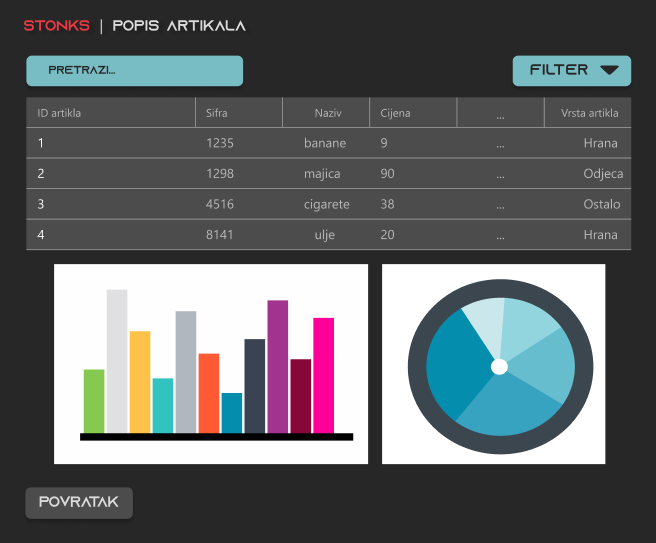 STONKS | POPIS ARTIKALA
PRETRAZI...
FILTER
ID artikla Sifra Naziv Cijena ... Vrsta artikla
1 1235 banane 9 ... Hrana
2 1298 majica 90 ... Odjeca
3 4516 cigarete 38 ... Ostalo
4 8141 ulje 20 ... Hrana
POVRATAK